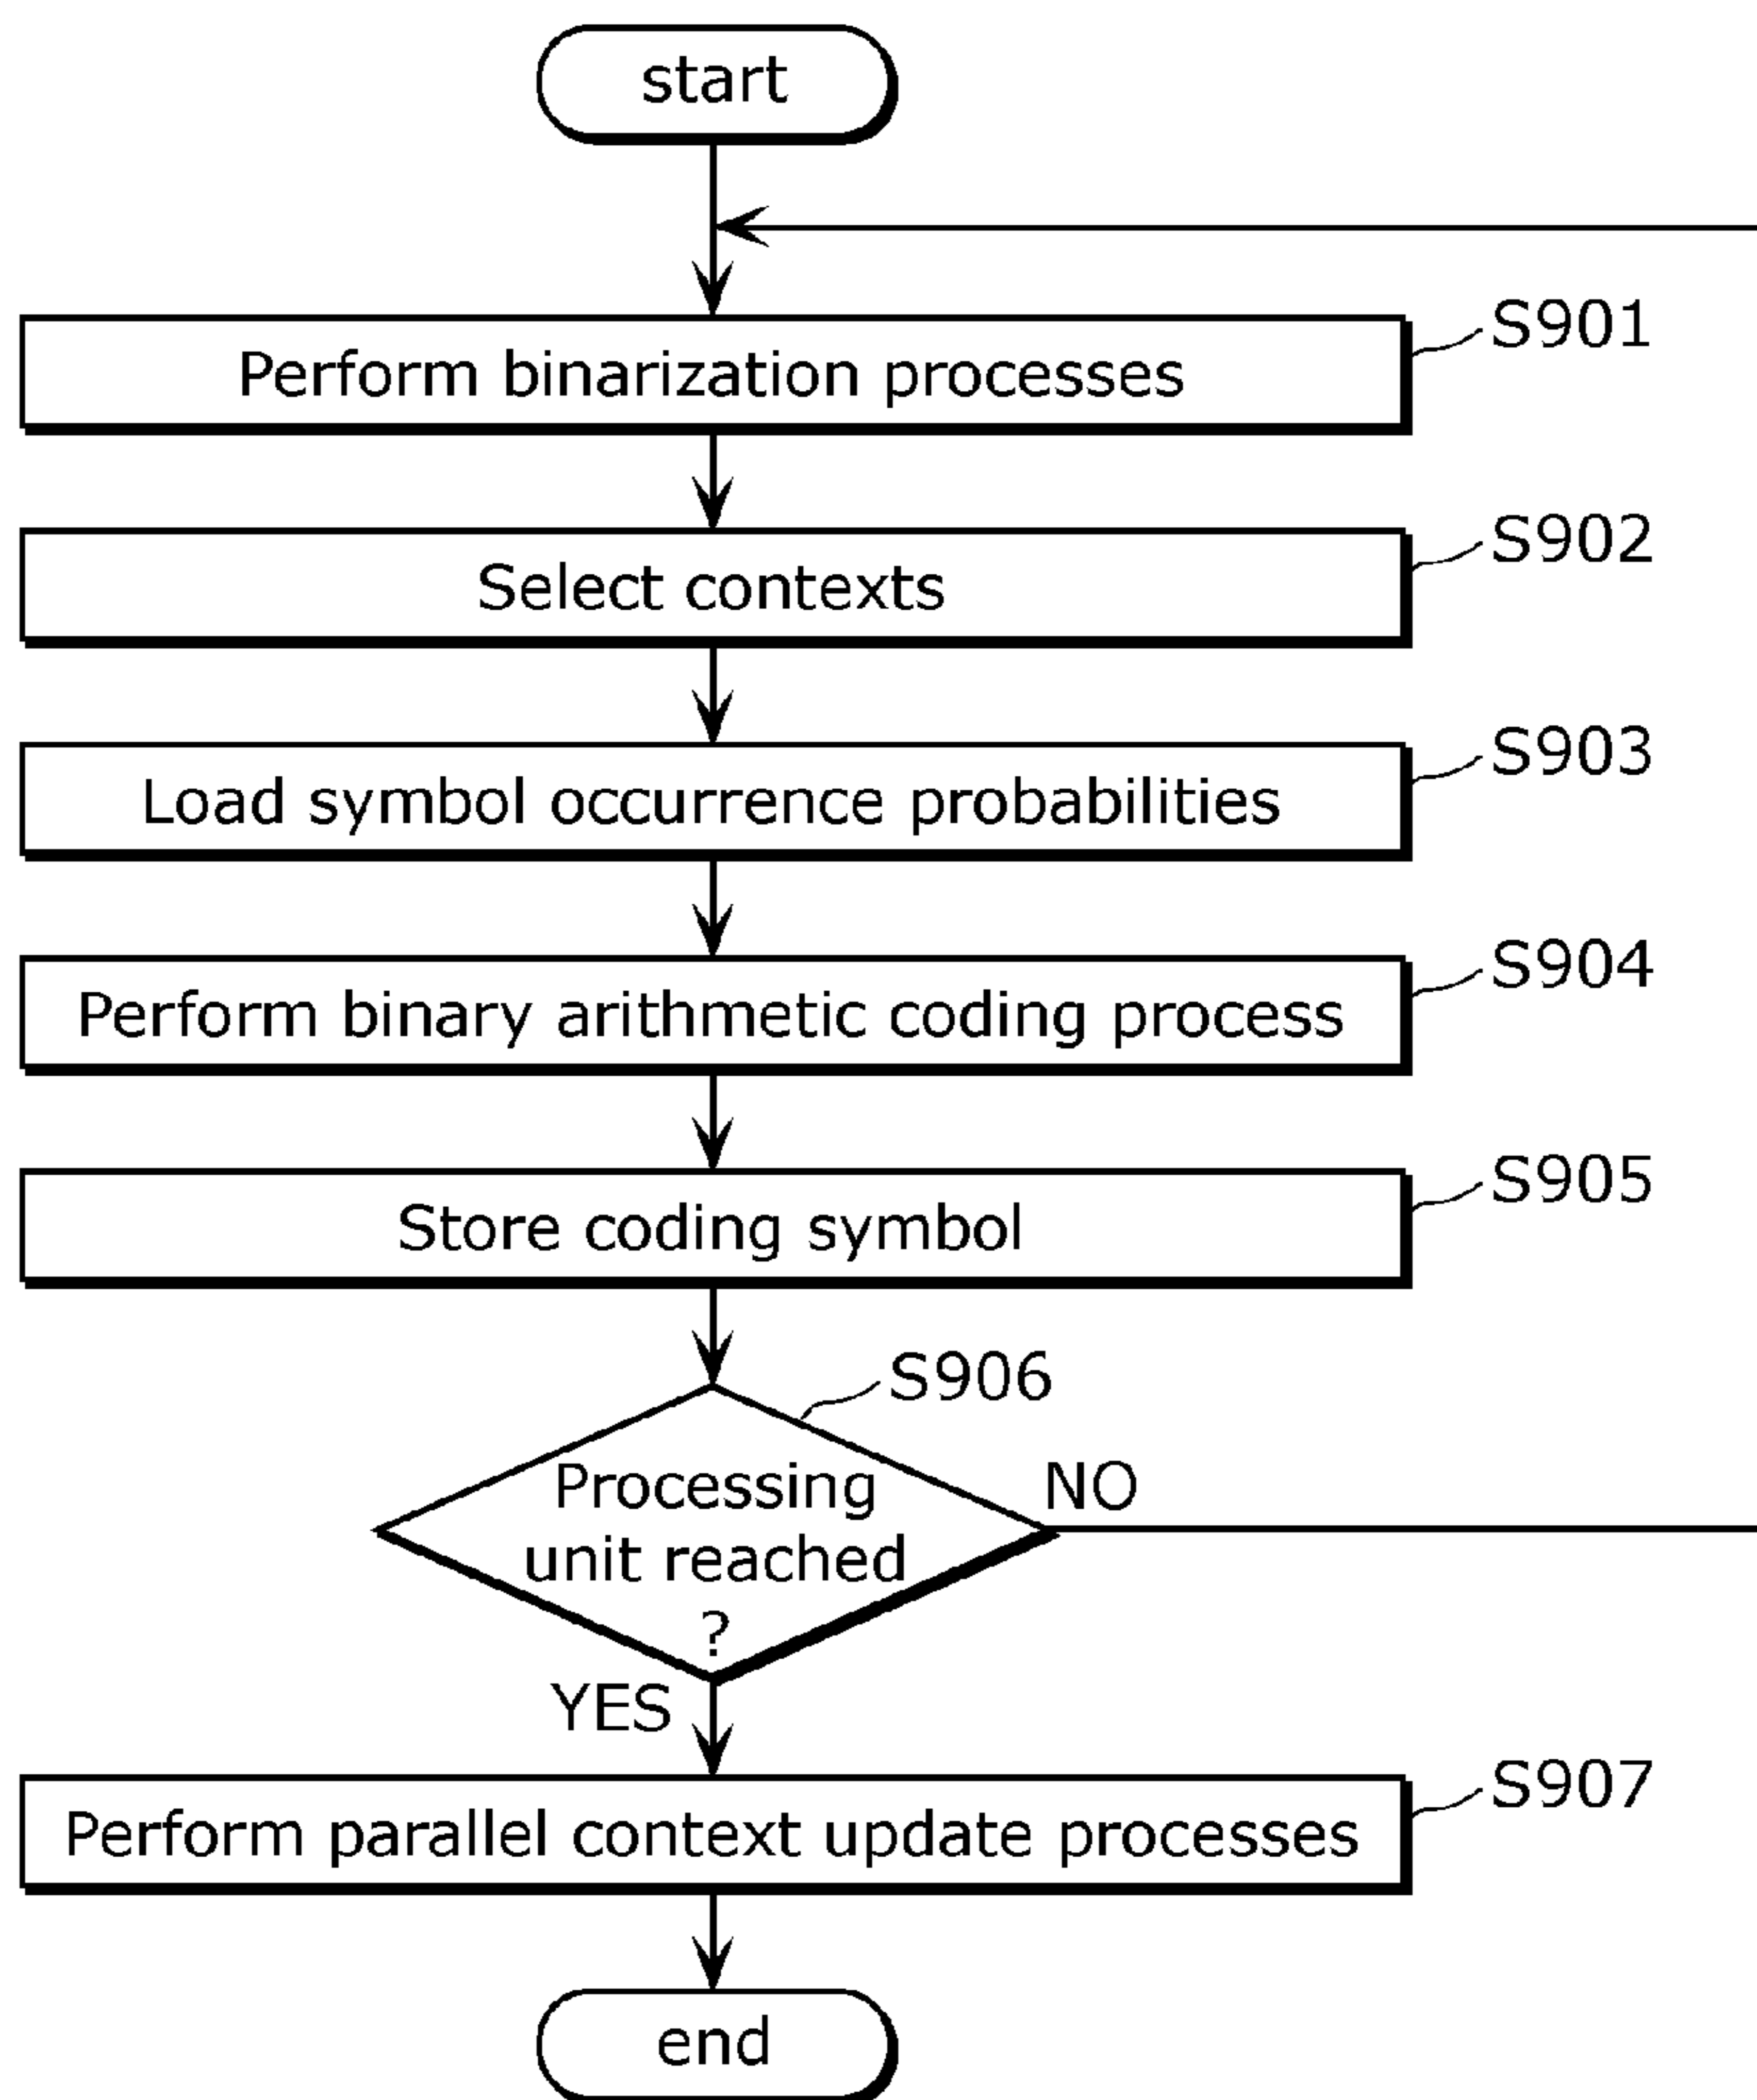 start
S901
Perform binarization processes
S902
Select contexts
S903
Load symbol occurrence probabilities
S904
Perform binary arithmetic coding process
S905
Store coding symbol
S906
Processing
unit reached
?
NO
YES
S907
Perform parallel context update processes
end